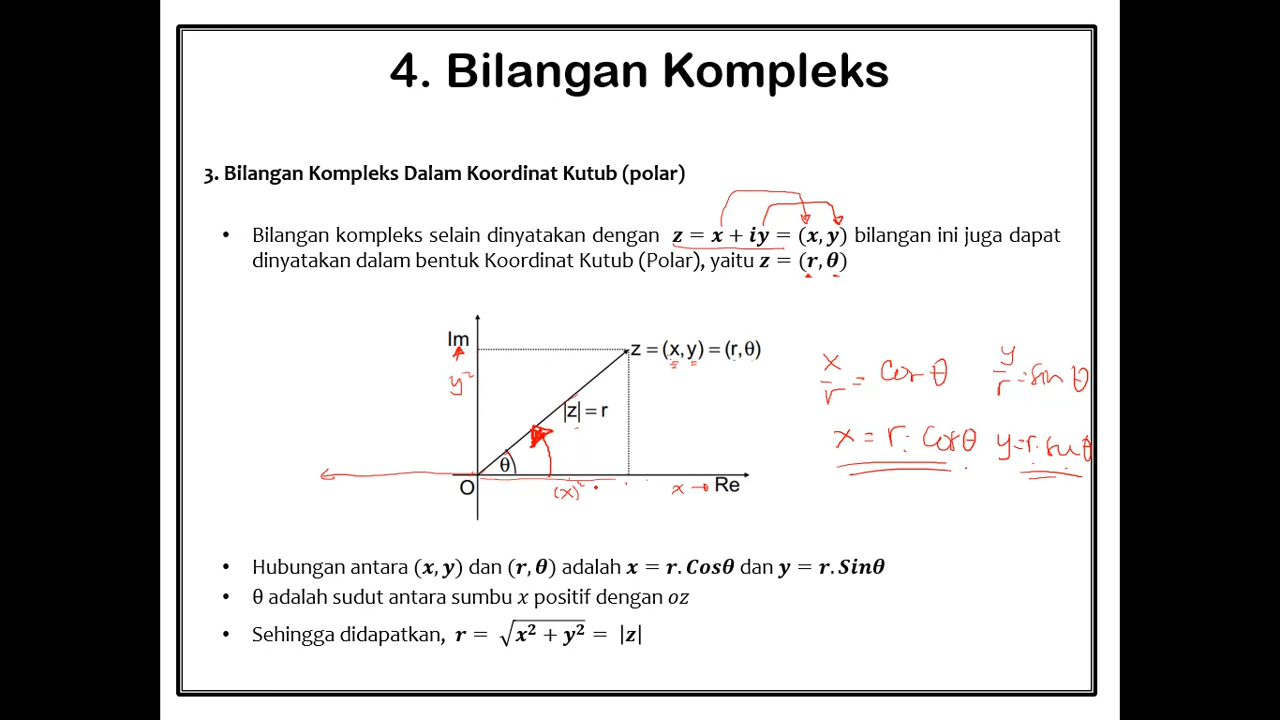 4. Bilangan Kompleks
3. Bilangan Kompleks Dalam Koordinat Kutub (polar)
• Bilangan kompleks selain dinyatakan dengan z = x + iy = (x, y) bilangan ini juga dapat
dinyatakan dalam bentuk Koordinat Kutub (Polar), yaitu z = (r, θ)
Im
z = (x,y) = (r,θ)
y²
|z| = r
θ
O
(x)²
x → Re
x/r = cos θ
y/r = sin θ
x = r. cos θ
y = r. sin θ
• Hubungan antara (x, y) dan (r, θ) adalah x = r. Cosθ dan y = r. Sinθ
• θ adalah sudut antara sumbu x positif dengan oz
• Sehingga didapatkan, r = √x² + y² = |z|